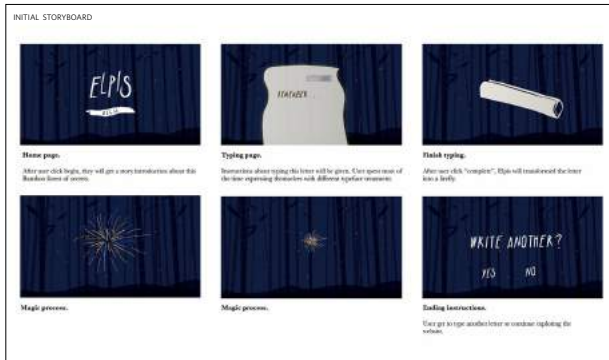 INITIAL STORYBOARD
ELPIS
BEGIN
REMEMBER
Home page.
After user click begin, they will get a story introduction about this
Bamboo forest of secrets.
Typing page.
Instructions about typing this letter will be given. User spent most of
the time expressing themselves with different typeface treatment.
Finish typing.
After user click "complete", Elpis will transformed the letter
into a firefly.
Magic process.
Magic process.
WRITE ANOTHER?
YES NO
Ending instructions.
User get to type another letter or continue exploting the
website.